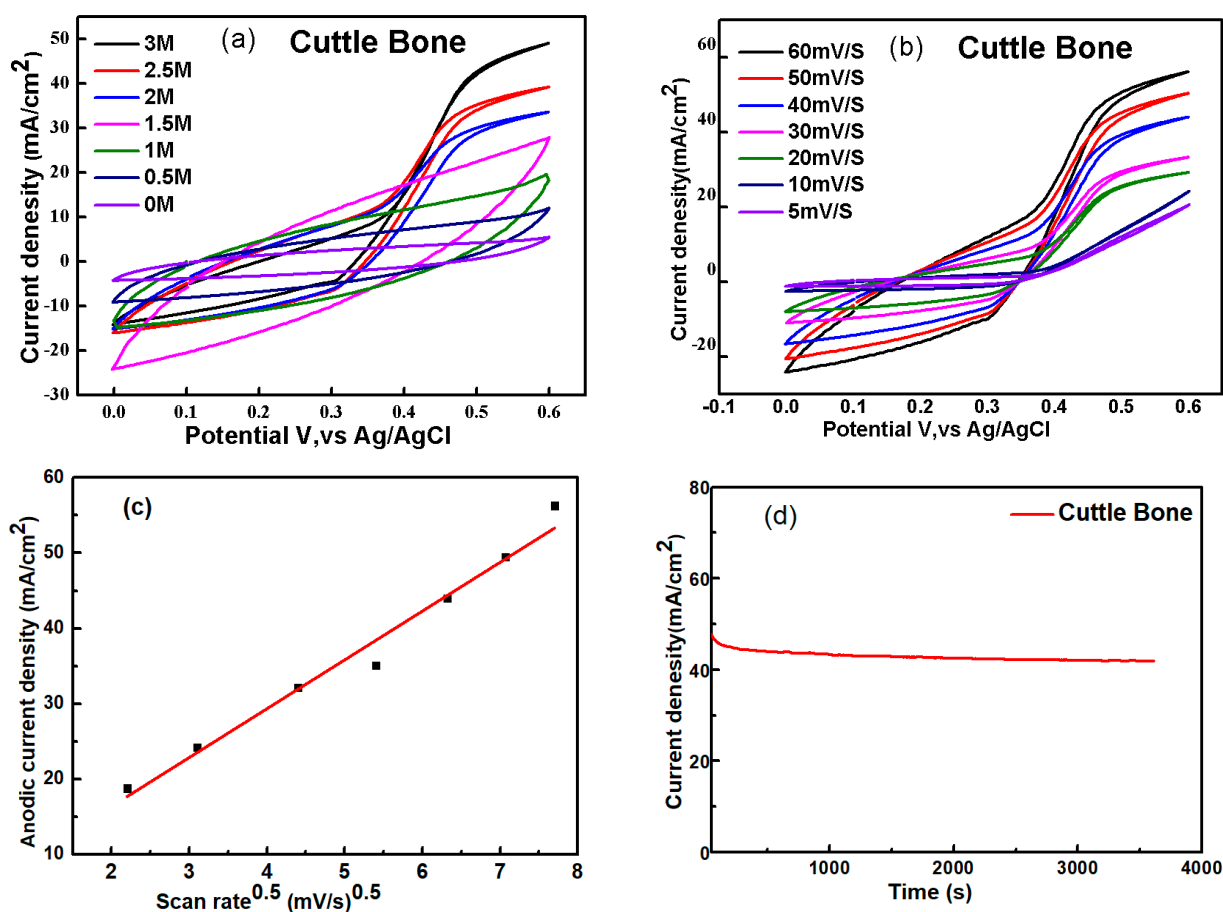 (a) Cuttle Bone
3M
2.5M
2M
1.5M
1M
0.5M
0M
Current denesity (mA/cm2)
50
40
30
20
10
0
-10
-20
-30
0.0 0.1 0.2 0.3 0.4 0.5 0.6
Potential V,vs Ag/AgCl
(b) Cuttle Bone
60mV/S
50mV/S
40mV/S
30mV/S
20mV/S
10mV/S
5mV/S
Current denesity(mA/cm2)
60
40
20
0
-20
-0.1 0.0 0.1 0.2 0.3 0.4 0.5 0.6
Potential V,vs Ag/AgCl
(c)
Anodic current density (mA/cm2)
60
50
40
30
20
10
2 3 4 5 6 7 8
Scan rate0.5 (mV/s)0.5
(d)
Cuttle Bone
Current denesity(mA/cm2)
80
60
40
20
0
1000 2000 3000 4000
Time (s)